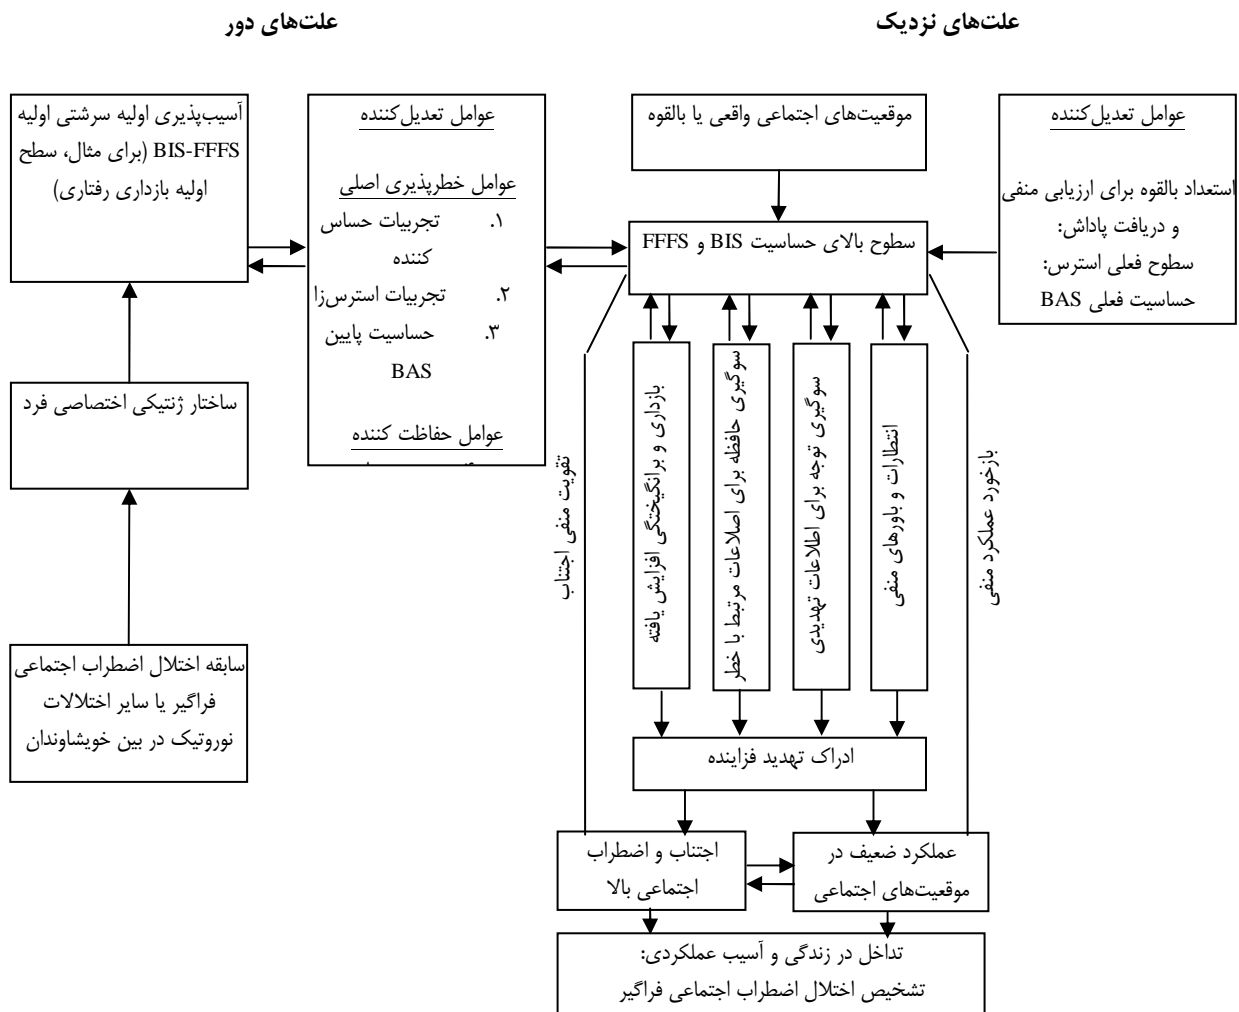 علت‌های نزدیک
علت‌های دور
عوامل تعدیل‌کننده
استعداد بالقوه برای ارزیابی منفی
و دریافت پاداش:
سطوح فعلی استرس:
حساسیت فعلی BAS
موقعیت‌های اجتماعی واقعی یا بالقوه
سطوح بالای حساسیت BIS و FFFS
بازخورد عملکرد منفی
انتظارات و باورهای منفی
سوگیری توجه برای اطلاعات تهدیدی
سوگیری حافظه برای اصلاعات مرتبط با خطر
بازداری و برانگیختگی افزایش یافته
تقویت منفی اجتناب
ادراک تهدید فزاینده
عملکرد ضعیف در
موقعیت‌های اجتماعی
اجتناب و اضطراب
اجتماعی بالا
تداخل در زندگی و آسیب عملکردی:
تشخیص اختلال اضطراب اجتماعی فراگیر
عوامل تعدیل‌کننده
عوامل خطرپذیری اصلی
۱. تجربیات حساس
کننده
۲. تجربیات استرس‌زا
۳. حساسیت پایین
BAS
عوامل حفاظت کننده
آسیب‌پذیری اولیه سرشتی اولیه
BIS-FFFS (برای مثال، سطح
اولیه بازداری رفتاری)
ساختار ژنتیکی اختصاصی فرد
سابقه اختلال اضطراب اجتماعی
فراگیر یا سایر اختلالات
نوروتیک در بین خویشاوندان